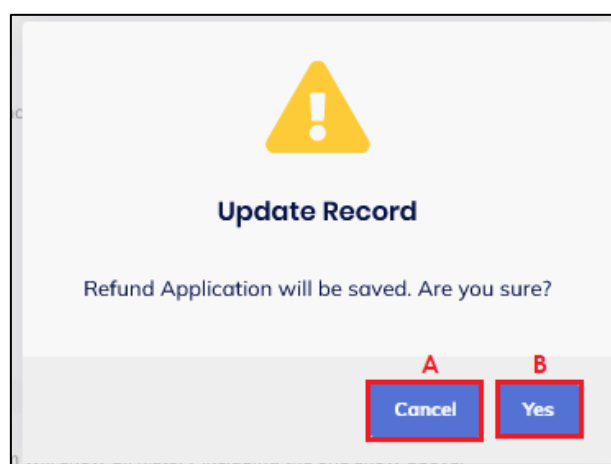 Update Record
Refund Application will be saved. Are you sure?
A B
Cancel Yes